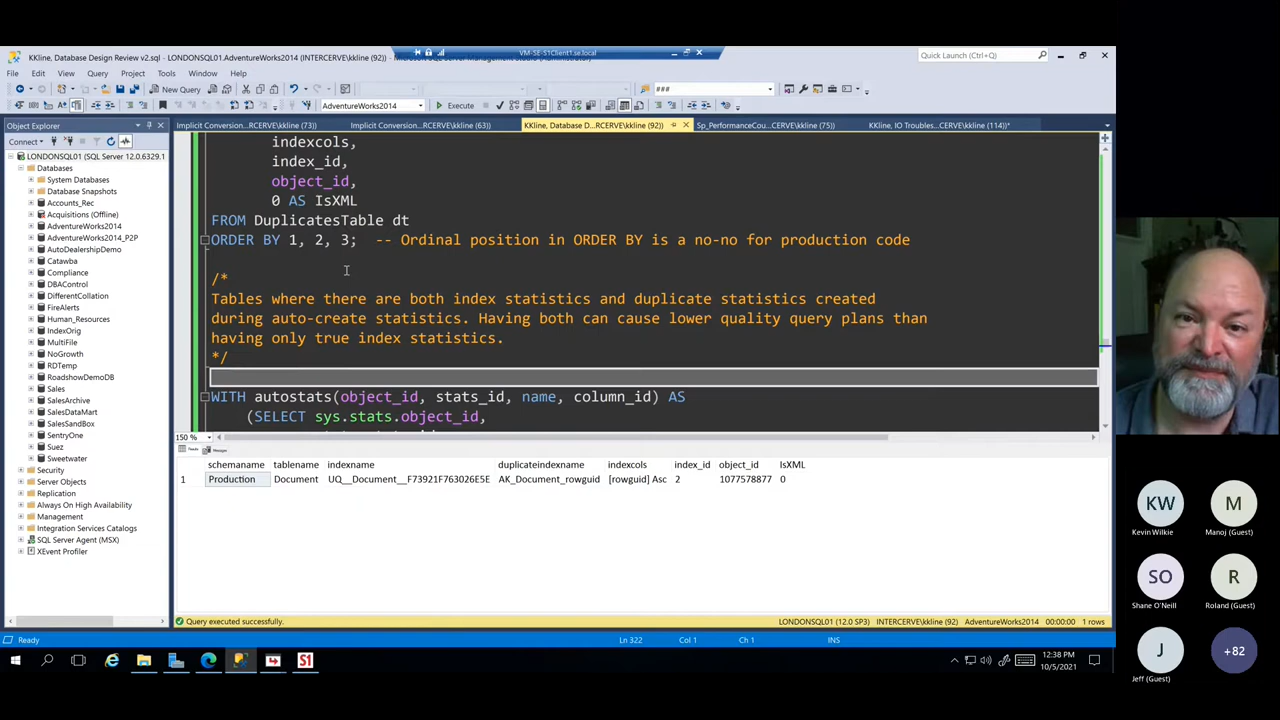 VM-SE-S1Client1.se.local
KKline, Database Design Review v2.sql - LONDONSQL01.AdventureWorks2014 (INTERCERVE\kkline (92))
Quick Launch (Ctrl+Q)
File Edit View Query Project Tools Window Help
New Query
###
AdventureWorks2014
Execute
Object Explorer
Implicit Conversion...RCERVE\kkline (73))
Implicit Conversion...RCERVE\kkline (63))
KKline, Database D...RCERVE\kkline (92))
Sp_PerformanceCou...CERVE\kkline (75))
KKline, IO Troubles...CERVE\kkline (114))*
Connect
LONDONSQL01 (SQL Server 12.0.6329.1
Databases
System Databases
Database Snapshots
Accounts_Rec
Acquisitions (Offline)
AdventureWorks2014
AdventureWorks2014_P2P
AutoDealershipDemo
Catawba
Compliance
DBAControl
DifferentCollation
FireAlerts
Human_Resources
IndexOrig
MultiFile
NoGrowth
RDTemp
RoadshowDemoDB
Sales
SalesArchive
SalesDataMart
SalesSandBox
SentryOne
Suez
Sweetwater
Security
Server Objects
Replication
Always On High Availability
Management
Integration Services Catalogs
SQL Server Agent (MSX)
XEvent Profiler
indexcols,
index_id,
object_id,
0 AS IsXML
FROM DuplicatesTable dt
ORDER BY 1, 2, 3; -- Ordinal position in ORDER BY is a no-no for production code
/*
Tables where there are both index statistics and duplicate statistics created
during auto-create statistics. Having both can cause lower quality query plans than
having only true index statistics.
*/
WITH autostats(object_id, stats_id, name, column_id) AS
(SELECT sys.stats.object_id,
150 %
Results Messages
schemaname tablename indexname duplicateindexname indexcols index_id object_id IsXML
1 Production Document UQ__Document__F73921F763026E5E AK_Document_rowguid [rowguid] Asc 2 1077578877 0
Query executed successfully.
LONDONSQL01 (12.0 SP3) INTERCERVE\kkline (92) AdventureWorks2014 00:00:00 1 rows
Ready
Ln 322 Col 1 Ch 1 INS
S1
12:38 PM
10/5/2021
KW
Kevin Wilkie
M
Manoj (Guest)
SO
Shane O'Neill
R
Roland (Guest)
J
Jeff (Guest)
+82